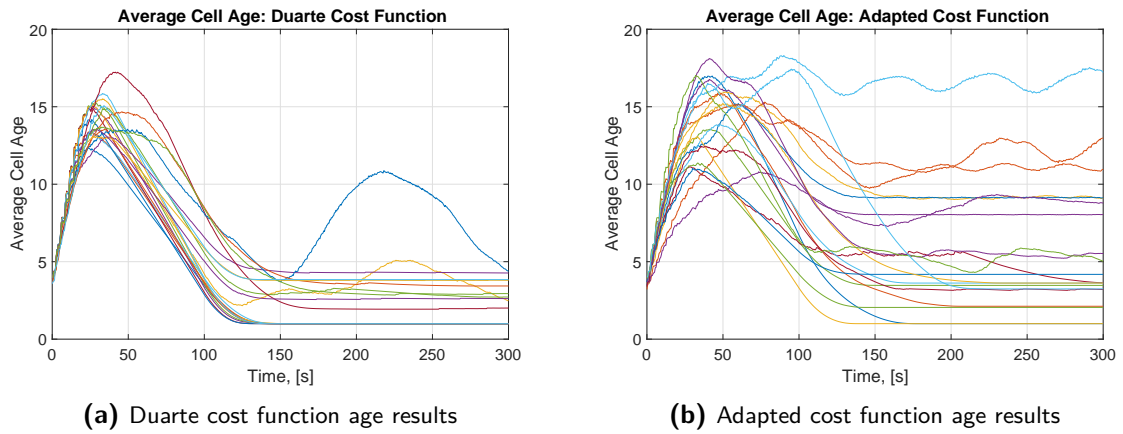 Average Cell Age: Duarte Cost Function
20
15
10
5
0
Average Cell Age
0 50 100 150 200 250 300
Time, [s]
(a) Duarte cost function age results
Average Cell Age: Adapted Cost Function
20
15
10
5
0
Average Cell Age
0 50 100 150 200 250 300
Time, [s]
(b) Adapted cost function age results